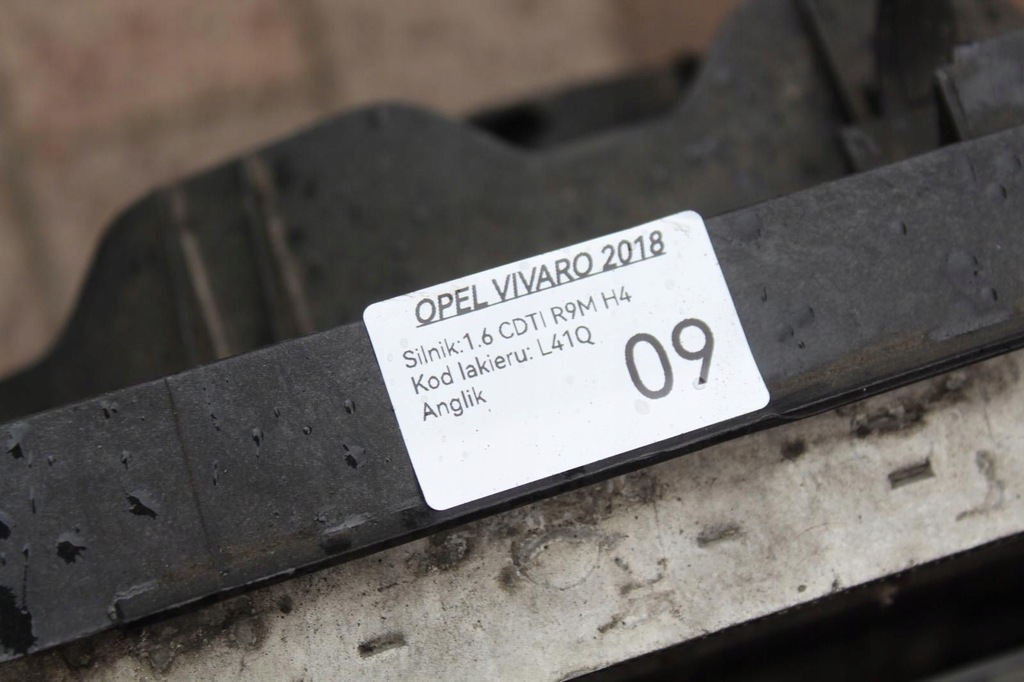 OPEL VIVARO 2018
Silnik:1.6 CDTI R9M H4
Kod lakieru: L41Q
Anglik
09